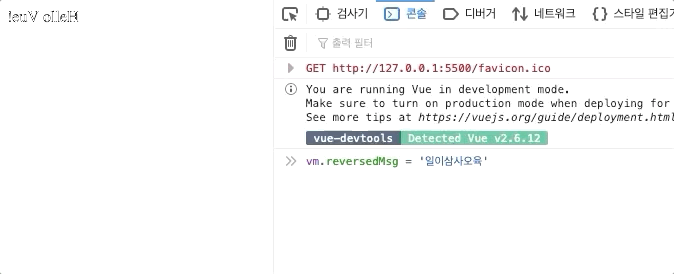 !euV olleH
검사기 콘솔 디버거 네트워크 스타일 편집기
출력 필터
GET http://127.0.0.1:5500/favicon.ico
You are running Vue in development mode.
Make sure to turn on production mode when deploying for
See more tips at https://vuejs.org/guide/deployment.html
vue-devtools Detected Vue v2.6.12
vm.reversedMsg = '일이삼사오육'